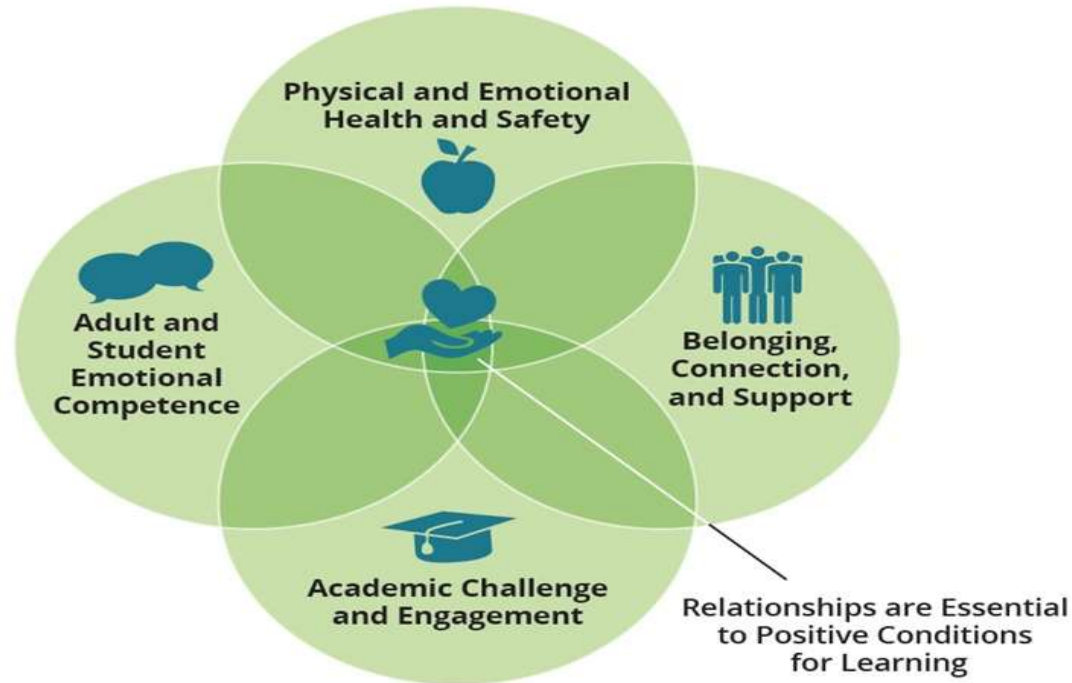 Physical and Emotional
Health and Safety
Adult and
Student
Emotional
Competence
Belonging,
Connection,
and Support
Academic Challenge
and Engagement
Relationships are Essential
to Positive Conditions
for Learning